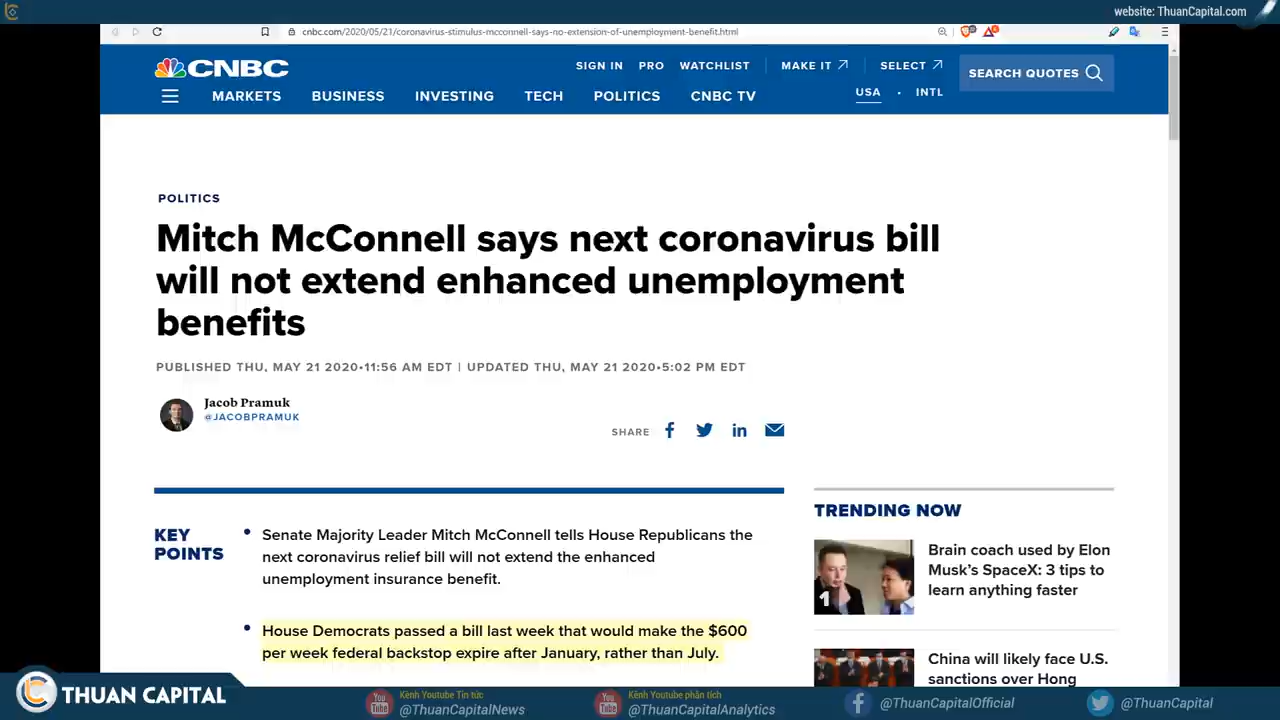 website: ThuanCapital.com
cnbc.com/2020/05/21/coronavirus-stimulus-mcconnell-says-no-extension-of-unemployment-benefit.html
CNBC
SIGN IN PRO WATCHLIST MAKE IT SELECT
USA · INTL
SEARCH QUOTES
MARKETS BUSINESS INVESTING TECH POLITICS CNBC TV
POLITICS
Mitch McConnell says next coronavirus bill
will not extend enhanced unemployment
benefits
PUBLISHED THU, MAY 21 2020•11:56 AM EDT | UPDATED THU, MAY 21 2020•5:02 PM EDT
Jacob Pramuk
@JACOBPRAMUK
SHARE
KEY
POINTS
• Senate Majority Leader Mitch McConnell tells House Republicans the
next coronavirus relief bill will not extend the enhanced
unemployment insurance benefit.
• House Democrats passed a bill last week that would make the $600
per week federal backstop expire after January, rather than July.
TRENDING NOW
1
Brain coach used by Elon
Musk's SpaceX: 3 tips to
learn anything faster
China will likely face U.S.
sanctions over Hong
THUAN CAPITAL
You
Tube
Kênh Youtube Tin tức
@ThuanCapitalNews
You
Tube
Kênh Youtube phân tích
@ThuanCapitalAnalytics
@ThuanCapitalOfficial
@ThuanCapital